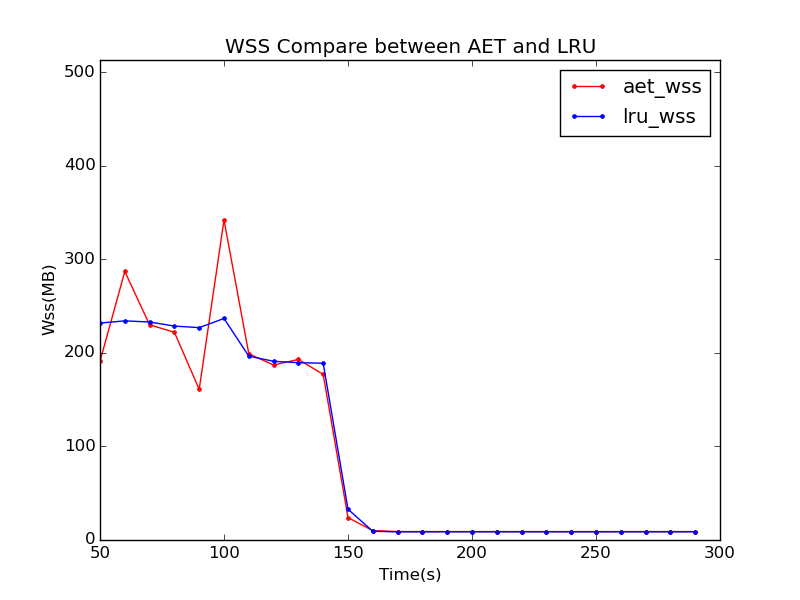 WSS Compare between AET and LRU
500
400
300
200
100
0
Wss(MB)
aet_wss
lru_wss
50 100 150 200 250 300
Time(s)